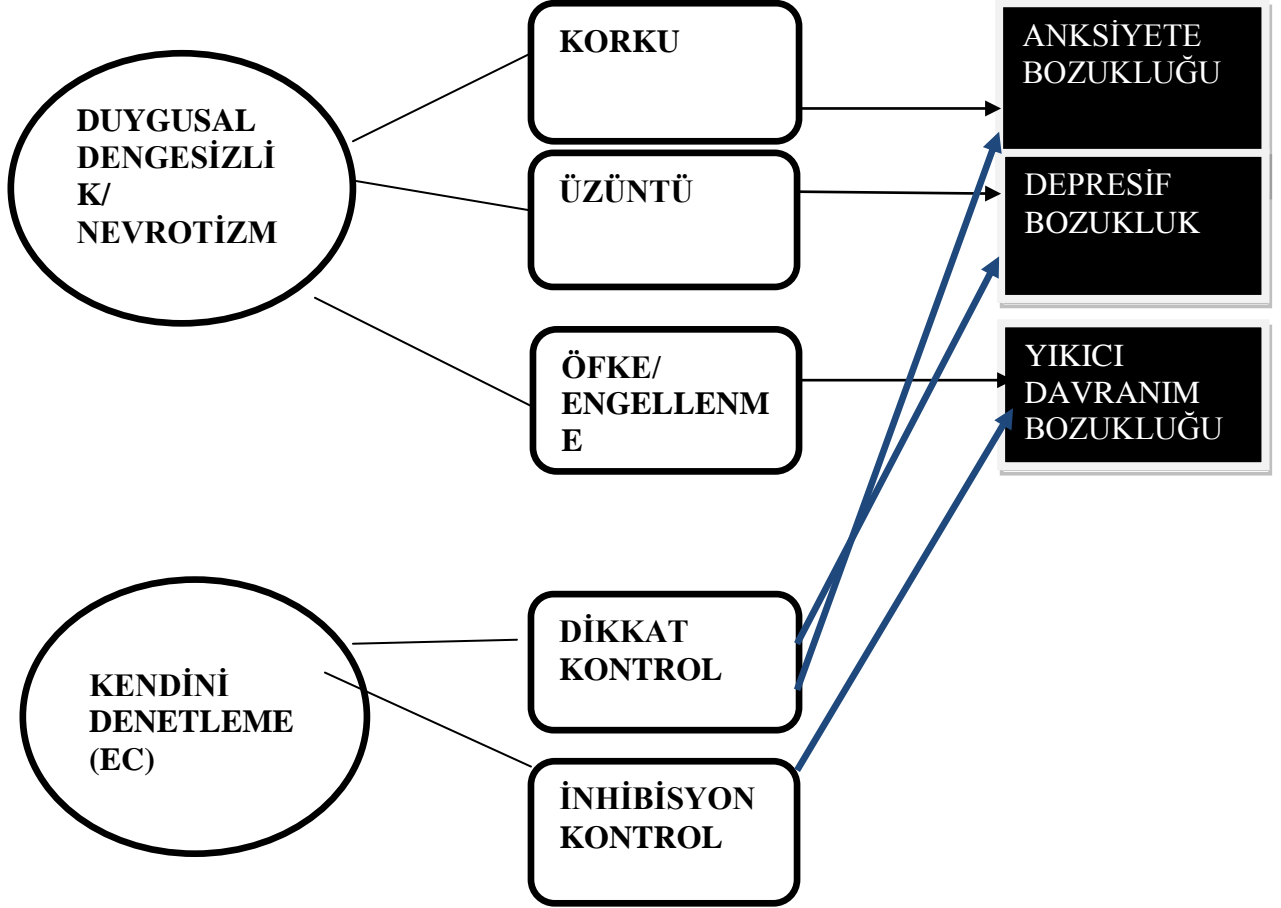 DUYGUSAL
DENGESİZLİ
K/
NEVROTİZM
KORKU
ÜZÜNTÜ
ÖFKE/
ENGELLENM
E
ANKSİYETE
BOZUKLUĞU
DEPRESİF
BOZUKLUK
YIKICI
DAVRANIM
BOZUKLUĞU
KENDİNİ
DENETLEME
(EC)
DİKKAT
KONTROL
İNHİBİSYON
KONTROL